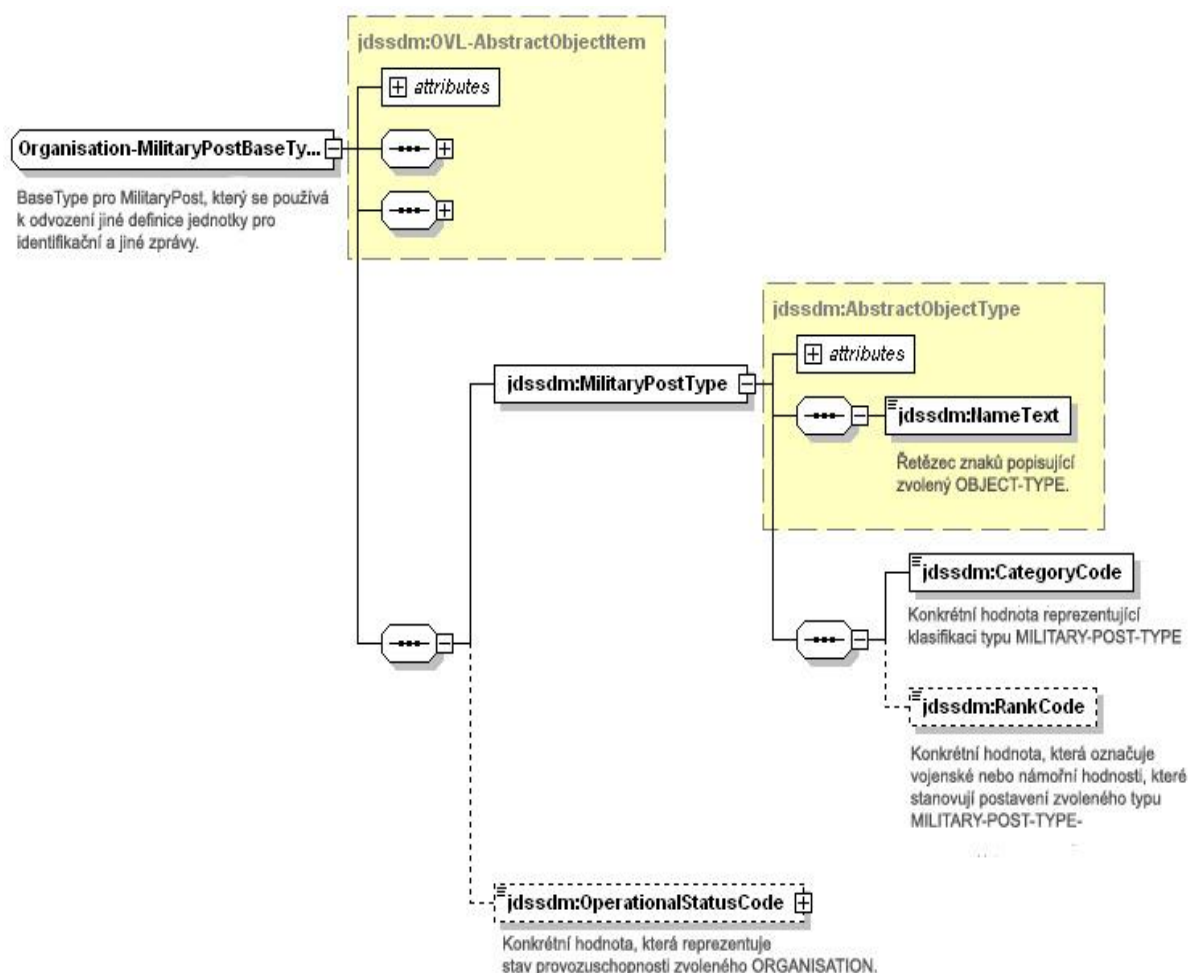 jdssdm:OVL-AbstractObjectItem
attributes
Organisation-MilitaryPostBaseTy...
BaseType pro MilitaryPost, který se používá
k odvození jiné definice jednotky pro
identifikační a jiné zprávy.
jdssdm:AbstractObjectType
attributes
jdssdm:MilitaryPostType
jdssdm:NameText
Řetězec znaků popisující
zvolený OBJECT-TYPE.
jdssdm:CategoryCode
Konkrétní hodnota reprezentující
klasifikaci typu MILITARY-POST-TYPE
jdssdm:RankCode
Konkrétní hodnota, která označuje
vojenské nebo námořní hodnosti, které
stanovují postavení zvoleného typu
MILITARY-POST-TYPE-
jdssdm:OperationalStatusCode
Konkrétní hodnota, která reprezentuje
stav provozuschopnosti zvoleného ORGANISATION.